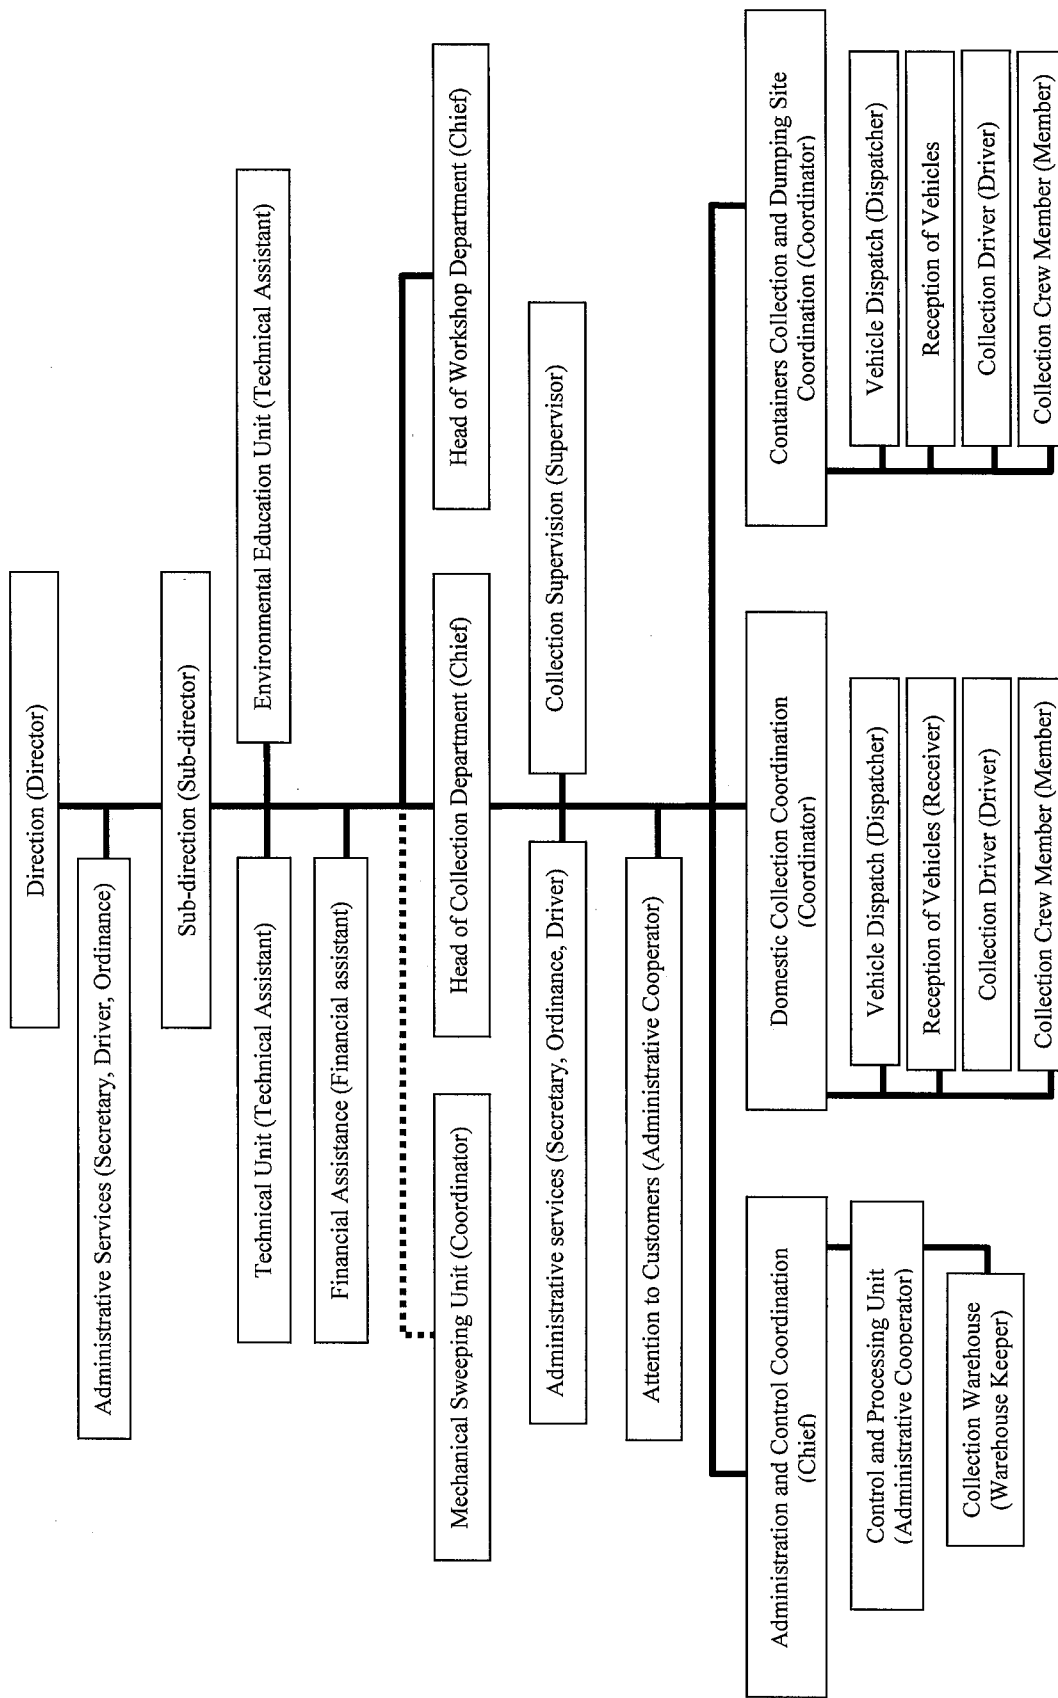 Direction (Director)
Administrative Services (Secretary, Driver, Ordinance)
Sub-direction (Sub-director)
Technical Unit (Technical Assistant)
Environmental Education Unit (Technical Assistant)
Financial Assistance (Financial assistant)
Mechanical Sweeping Unit (Coordinator)
Head of Collection Department (Chief)
Head of Workshop Department (Chief)
Administrative services (Secretary, Ordinance, Driver)
Collection Supervision (Supervisor)
Attention to Customers (Administrative Cooperator)
Administration and Control Coordination
(Chief)
Control and Processing Unit
(Administrative Cooperator)
Collection Warehouse
(Warehouse Keeper)
Domestic Collection Coordination
(Coordinator)
Vehicle Dispatch (Dispatcher)
Reception of Vehicles (Receiver)
Collection Driver (Driver)
Collection Crew Member (Member)
Containers Collection and Dumping Site
Coordination (Coordinator)
Vehicle Dispatch (Dispatcher)
Reception of Vehicles
Collection Driver (Driver)
Collection Crew Member (Member)